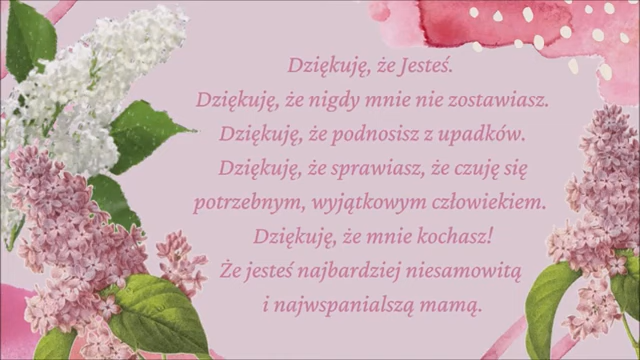 Dziękuję, że Jesteś.
Dziękuję, że nigdy mnie nie zostawiasz.
Dziękuję, że podnosisz z upadków.
Dziękuję, że sprawiasz, że czuję się
potrzebnym, wyjątkowym człowiekiem.
Dziękuję, że mnie kochasz!
Że jesteś najbardziej niesamowitą
i najwspanialszą mamą.